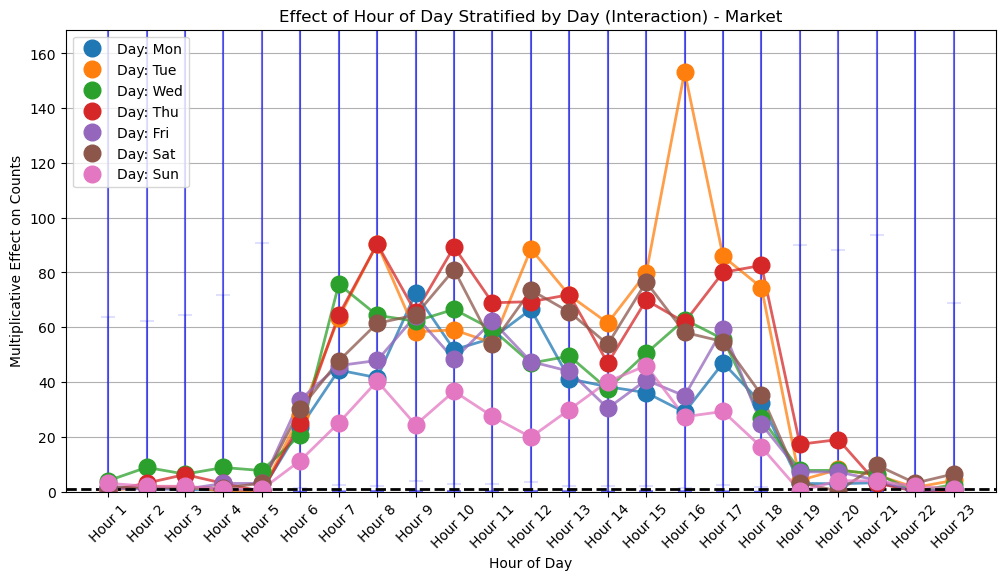 Effect of Hour of Day Stratified by Day (Interaction) - Market
Multiplicative Effect on Counts
160
140
120
100
80
60
40
20
0
Day: Mon
Day: Tue
Day: Wed
Day: Thu
Day: Fri
Day: Sat
Day: Sun
Hour 1
Hour 2
Hour 3
Hour 4
Hour 5
Hour 6
Hour 7
Hour 8
Hour 9
Hour 10
Hour 11
Hour 12
Hour 13
Hour 14
Hour 15
Hour 16
Hour 17
Hour 18
Hour 19
Hour 20
Hour 21
Hour 22
Hour 23
Hour of Day